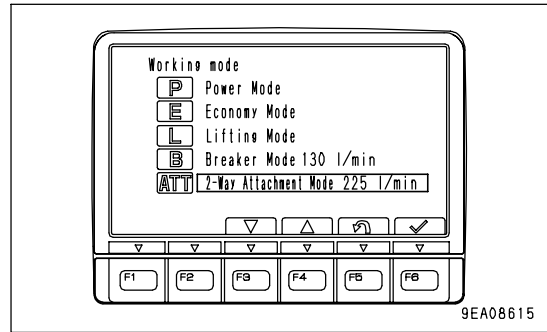 Working mode
P Power Mode
E Economy Mode
L Lifting Mode
B Breaker Mode 130 l/min
ATT 2-Way Attachment Mode 225 l/min
F1 F2 F3 F4 F5 F6
9EA08615